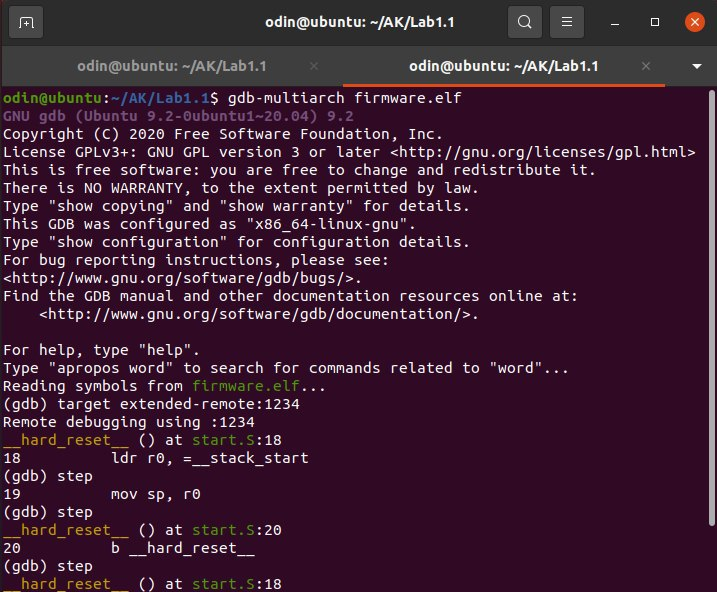 odin@ubuntu: ~/AK/Lab1.1
odin@ubuntu: ~/AK/Lab1.1
odin@ubuntu: ~/AK/Lab1.1
odin@ubuntu:~/AK/Lab1.1$ gdb-multiarch firmware.elf
GNU gdb (Ubuntu 9.2-0ubuntu1~20.04) 9.2
Copyright (C) 2020 Free Software Foundation, Inc.
License GPLv3+: GNU GPL version 3 or later <http://gnu.org/licenses/gpl.html>
This is free software: you are free to change and redistribute it.
There is NO WARRANTY, to the extent permitted by law.
Type "show copying" and "show warranty" for details.
This GDB was configured as "x86_64-linux-gnu".
Type "show configuration" for configuration details.
For bug reporting instructions, please see:
<http://www.gnu.org/software/gdb/bugs/>.
Find the GDB manual and other documentation resources online at:
    <http://www.gnu.org/software/gdb/documentation/>.
For help, type "help".
Type "apropos word" to search for commands related to "word"...
Reading symbols from firmware.elf...
(gdb) target extended-remote:1234
Remote debugging using :1234
__hard_reset__ () at start.S:18
18          ldr r0, =__stack_start
(gdb) step
19          mov sp, r0
(gdb) step
__hard_reset__ () at start.S:20
20          b __hard_reset__
(gdb) step
__hard_reset__ () at start.S:18